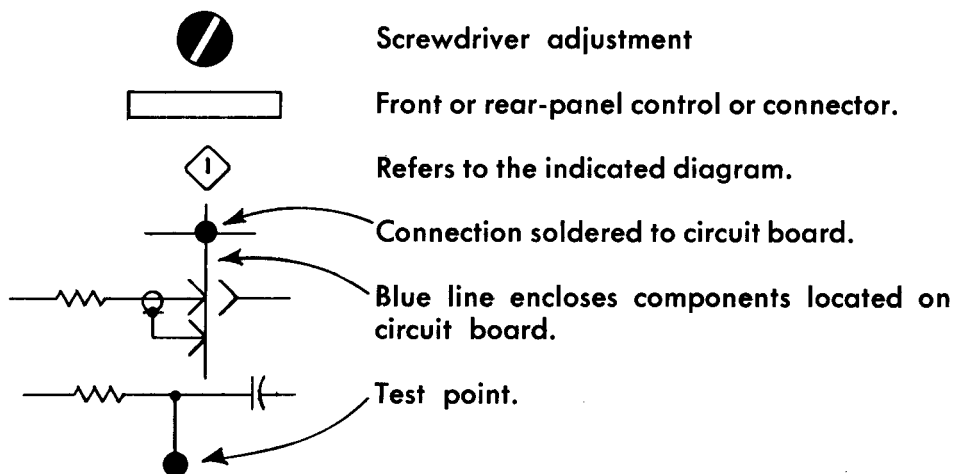 Screwdriver adjustment
Front or rear-panel control or connector.
1
Refers to the indicated diagram.
Connection soldered to circuit board.
Blue line encloses components located on
circuit board.
Test point.